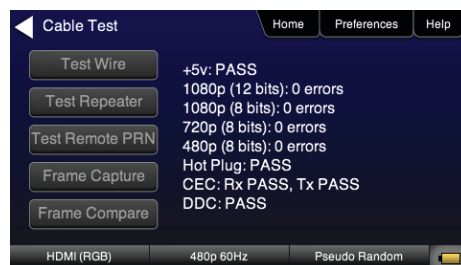 Cable Test
Home
Preferences
Help
Test Wire
Test Repeater
Test Remote PRN
Frame Capture
Frame Compare
+5v: PASS
1080p (12 bits): 0 errors
1080p (8 bits): 0 errors
720p (8 bits): 0 errors
480p (8 bits): 0 errors
Hot Plug: PASS
CEC: Rx PASS, Tx PASS
DDC: PASS
HDMI (RGB)
480p 60Hz
Pseudo Random